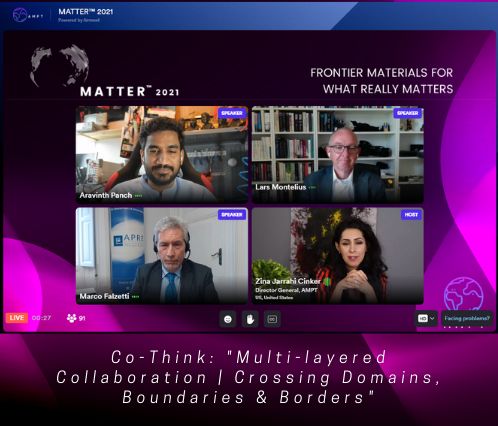 AMPT
MATTER™ 2021
Powered by Airmeet
MATTER™ 2021
FRONTIER MATERIALS FOR
WHAT REALLY MATTERS
SPEAKER
Aravinth Panch
SPEAKER
Lars Montelius
SPEAKER
APRE
Marco Falzetti
HOST
Zina Jarrahi Cinker
Director General, AMPT
US, United States
LIVE 00:27 91
HD
Facing problems?
Co-Think: "Multi-layered
Collaboration | Crossing Domains,
Boundaries & Borders"